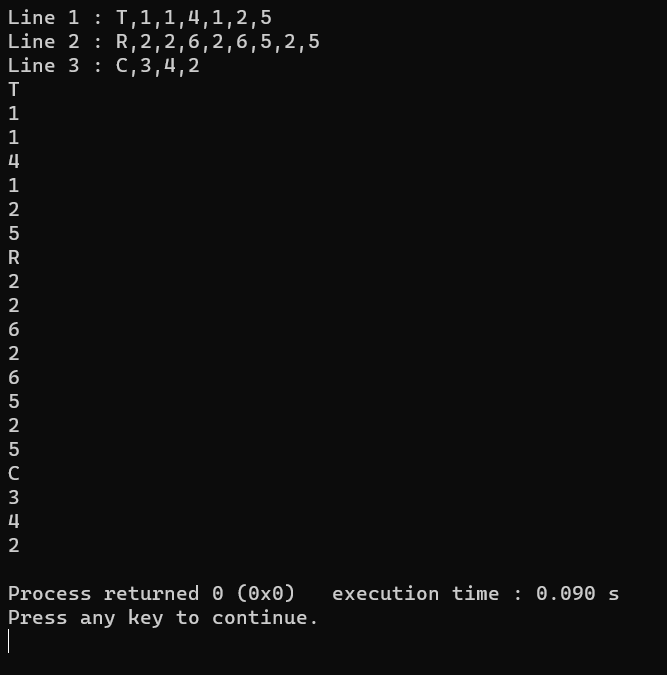 Line 1 : T,1,1,4,1,2,5
Line 2 : R,2,2,6,2,6,5,2,5
Line 3 : C,3,4,2
T
1
1
4
1
2
5
R
2
2
6
2
6
5
2
5
C
3
4
2
Process returned 0 (0x0)   execution time : 0.090 s
Press any key to continue.